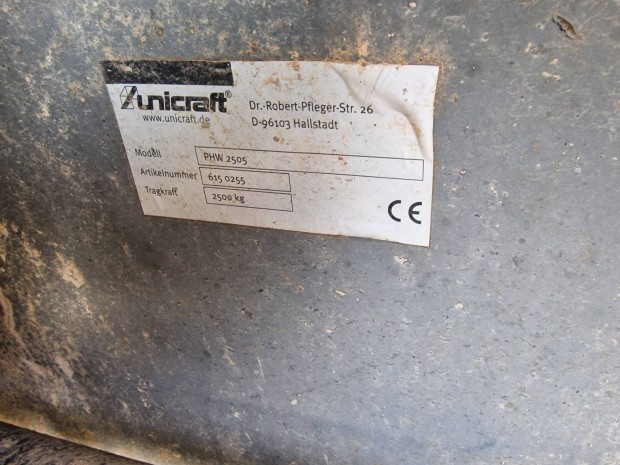 unicraft®
www.unicraft.de
Dr.-Robert-Pfleger-Str. 26
D-96103 Hallstadt
Modell PHW 2505
Artikelnummer 615 0255
Tragkraft 2500 kg
CE